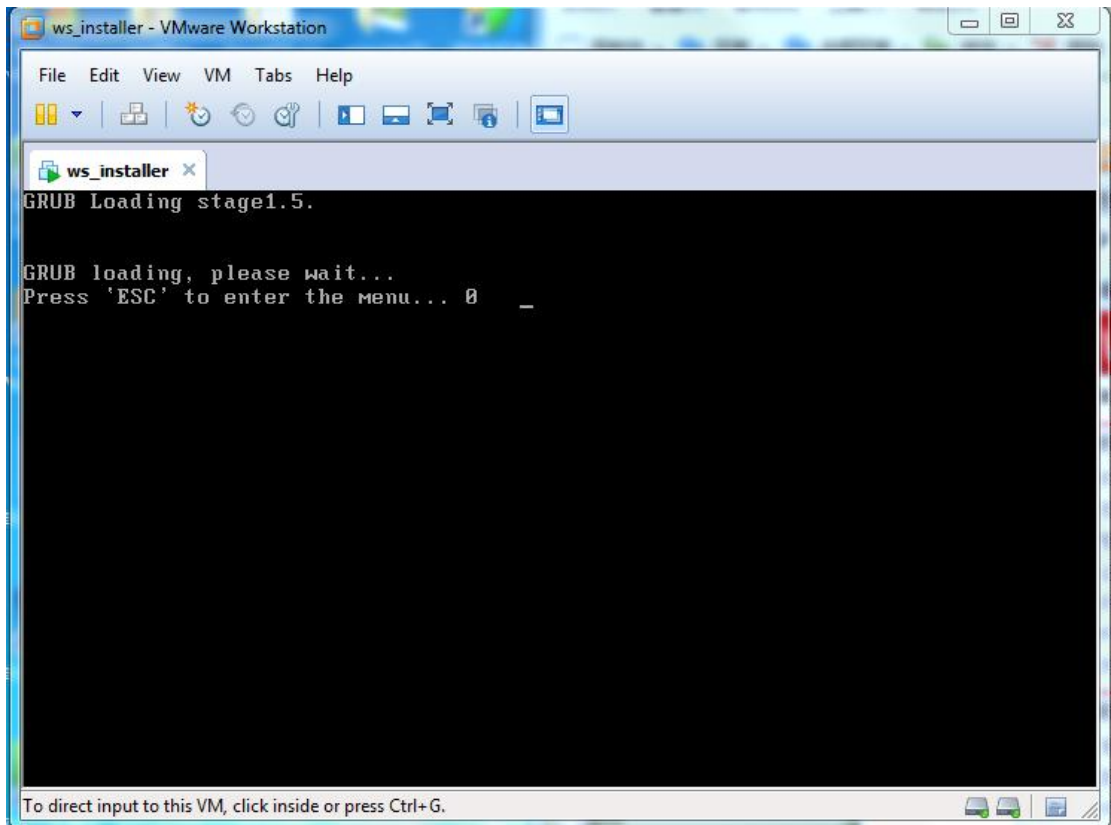 ws_installer - VMware Workstation
File Edit View VM Tabs Help
ws_installer
GRUB Loading stage1.5.
GRUB loading, please wait...
Press 'ESC' to enter the menu... 0 _
To direct input to this VM, click inside or press Ctrl+G.